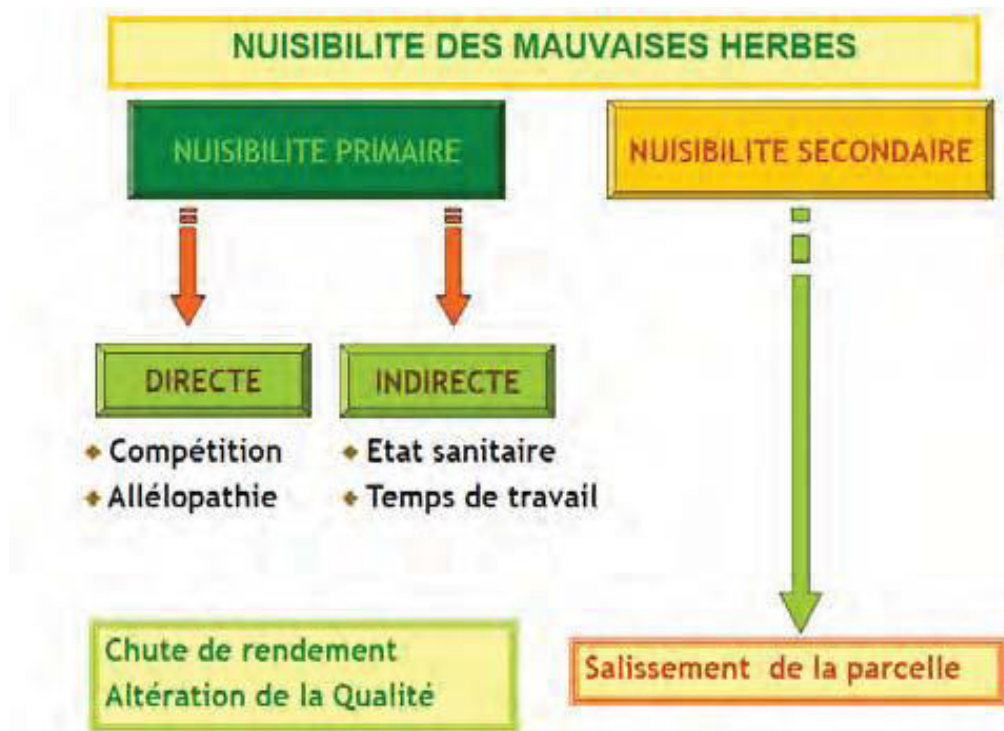 NUISIBILITE DES MAUVAISES HERBES
NUISIBILITE PRIMAIRE
NUISIBILITE SECONDAIRE
DIRECTE
INDIRECTE
Compétition
Allélopathie
Etat sanitaire
Temps de travail
Chute de rendement
Altération de la Qualité
Salissement de la parcelle